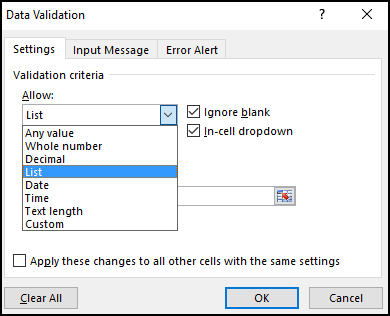 Data Validation
?
Settings
Input Message
Error Alert
Validation criteria
Allow:
List
Ignore blank
In-cell dropdown
Any value
Whole number
Decimal
List
Date
Time
Text length
Custom
Apply these changes to all other cells with the same settings
Clear All
OK
Cancel